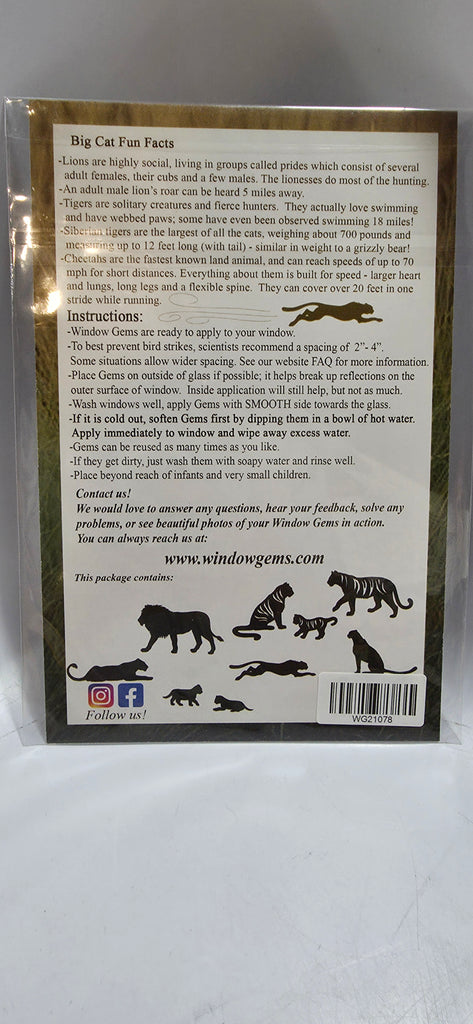 Big Cat Fun Facts
-Lions are highly social, living in groups called prides which consist of several
adult females, their cubs and a few males. The lionesses do most of the hunting.
-An adult male lion's roar can be heard 5 miles away.
-Tigers are solitary creatures and fierce hunters. They actually love swimming
and have webbed paws; some have even been observed swimming 18 miles!
-Siberian tigers are the largest of all the cats, weighing about 700 pounds and
measuring up to 12 feet long (with tail) - similar in weight to a grizzly bear!
-Cheetahs are the fastest known land animal, and can reach speeds of up to 70
mph for short distances. Everything about them is built for speed - larger heart
and lungs, long legs and a flexible spine. They can cover over 20 feet in one
stride while running.
Instructions:
-Window Gems are ready to apply to your window.
-To best prevent bird strikes, scientists recommend a spacing of 2"- 4".
Some situations allow wider spacing. See our website FAQ for more information.
-Place Gems on outside of glass if possible; it helps break up reflections on the
outer surface of window. Inside application will still help, but not as much.
-Wash windows well, apply Gems with SMOOTH side towards the glass.
-If it is cold out, soften Gems first by dipping them in a bowl of hot water.
Apply immediately to window and wipe away excess water.
-Gems can be reused as many times as you like.
-If they get dirty, just wash them with soapy water and rinse well.
-Place beyond reach of infants and very small children.
Contact us!
We would love to answer any questions, hear your feedback, solve any
problems, or see beautiful photos of your Window Gems in action.
You can always reach us at:
www.windowgems.com
This package contains:
Follow us!
WG21078